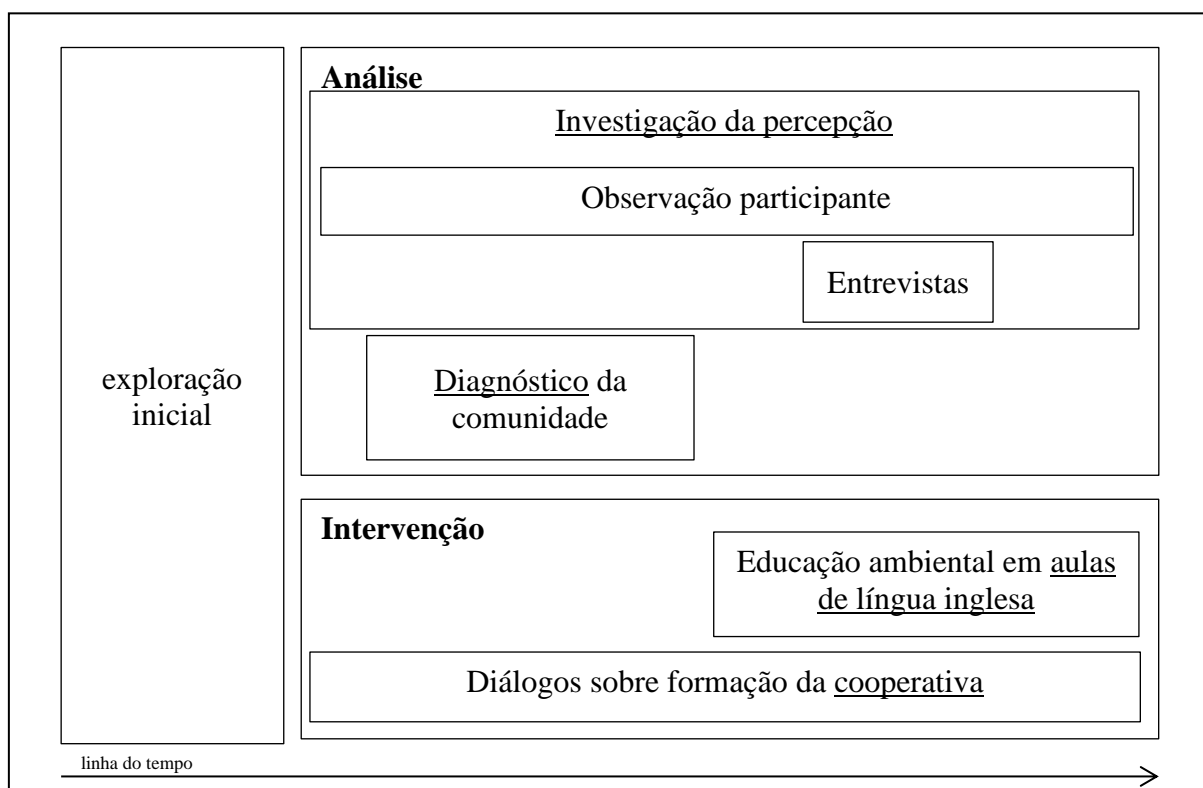 exploração
inicial
Análise
Investigação da percepção
Observação participante
Entrevistas
Diagnóstico da
comunidade
Intervenção
Educação ambiental em aulas
de língua inglesa
Diálogos sobre formação da cooperativa
linha do tempo